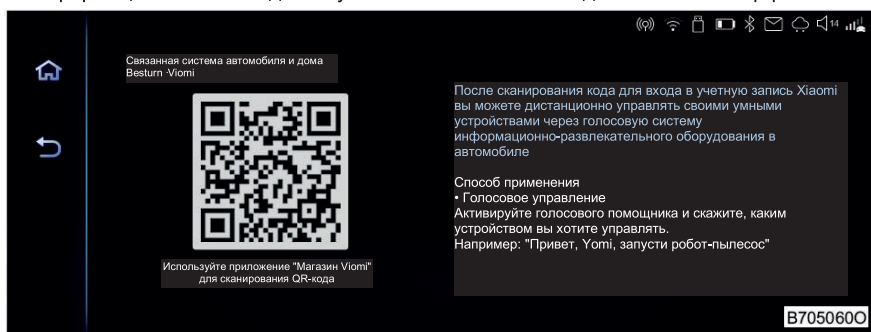 14
Связанная система автомобиля и дома
Besturn ·Viomi
После сканирования кода для входа в учетную запись Xiaomi
вы можете дистанционно управлять своими умными
устройствами через голосовую систему
информационно-развлекательного оборудования в
автомобиле
Способ применения
• Голосовое управление
Активируйте голосового помощника и скажите, каким
устройством вы хотите управлять.
Например: "Привет, Yomi, запусти робот-пылесос"
Используйте приложение "Магазин Viomi"
для сканирования QR-кода
B705060O